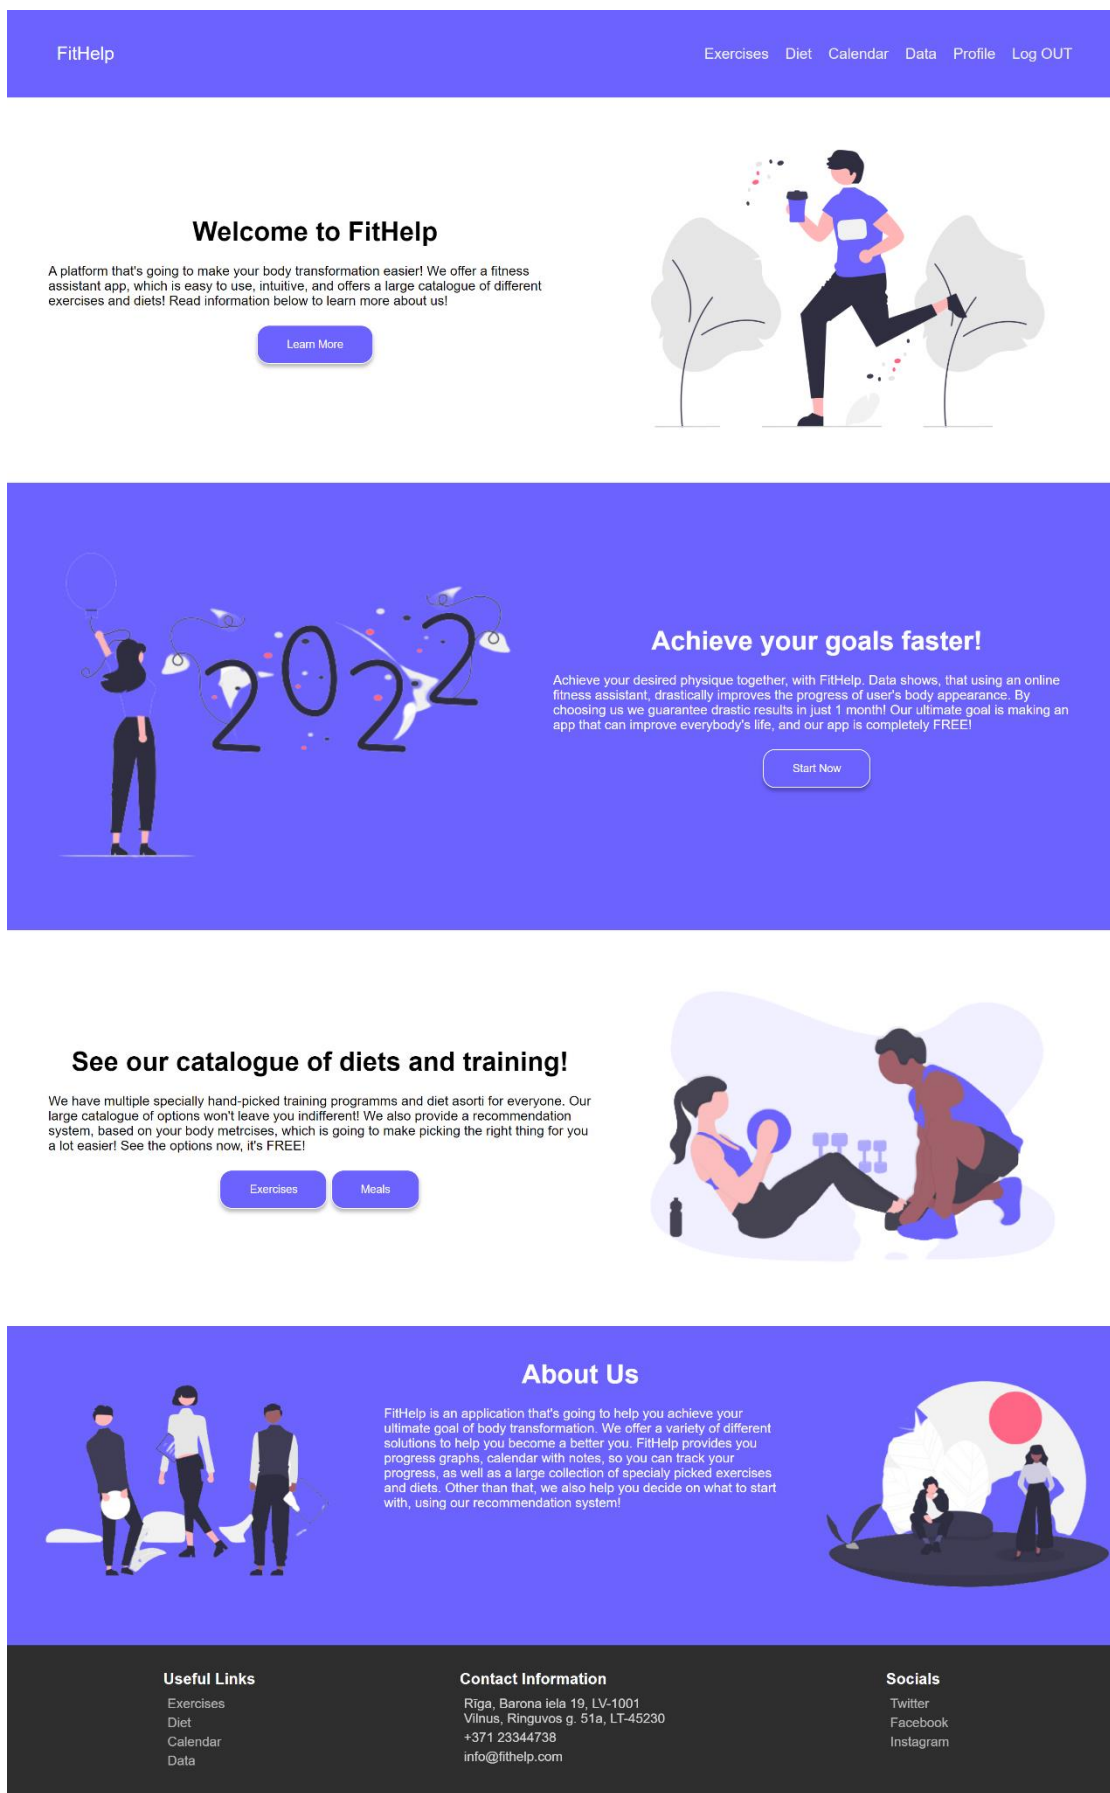 FitHelp
Exercises Diet Calendar Data Profile Log OUT
Welcome to FitHelp
A platform that's going to make your body transformation easier! We offer a fitness
assistant app, which is easy to use, intuitive, and offers a large catalogue of different
exercises and diets! Read information below to learn more about us!
Learn More
2022
Achieve your goals faster!
Achieve your desired physique together, with FitHelp. Data shows, that using an online
fitness assistant, drastically improves the progress of user's body appearance. By
choosing us we guarantee drastic results in just 1 month! Our ultimate goal is making an
app that can improve everybody's life, and our app is completely FREE!
Start Now
See our catalogue of diets and training!
We have multiple specially hand-picked training programms and diet asorti for everyone. Our
large catalogue of options won't leave you indifferent! We also provide a recommendation
system, based on your body metrcises, which is going to make picking the right thing for you
a lot easier! See the options now, it's FREE!
Exercises Meals
About Us
FitHelp is an application that's going to help you achieve your
ultimate goal of body transformation. We offer a variety of different
solutions to help you become a better you. FitHelp provides you
progress graphs, calendar with notes, so you can track your
progress, as well as a large collection of specialy picked exercises
and diets. Other than that, we also help you decide on what to start
with, using our recommendation system!
Useful Links
Exercises
Diet
Calendar
Data
Contact Information
Rīga, Barona iela 19, LV-1001
Vilnus, Ringuvos g. 51a, LT-45230
+371 23344738
info@fithelp.com
Socials
Twitter
Facebook
Instagram